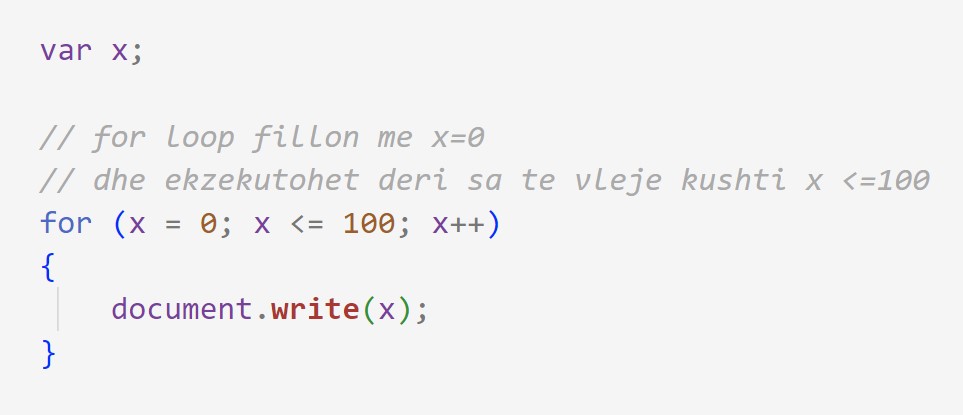 var x;
// for loop fillon me x=0
// dhe ekzekutohet deri sa te vleje kushti x <=100
for (x = 0; x <= 100; x++)
{
document.write(x);
}